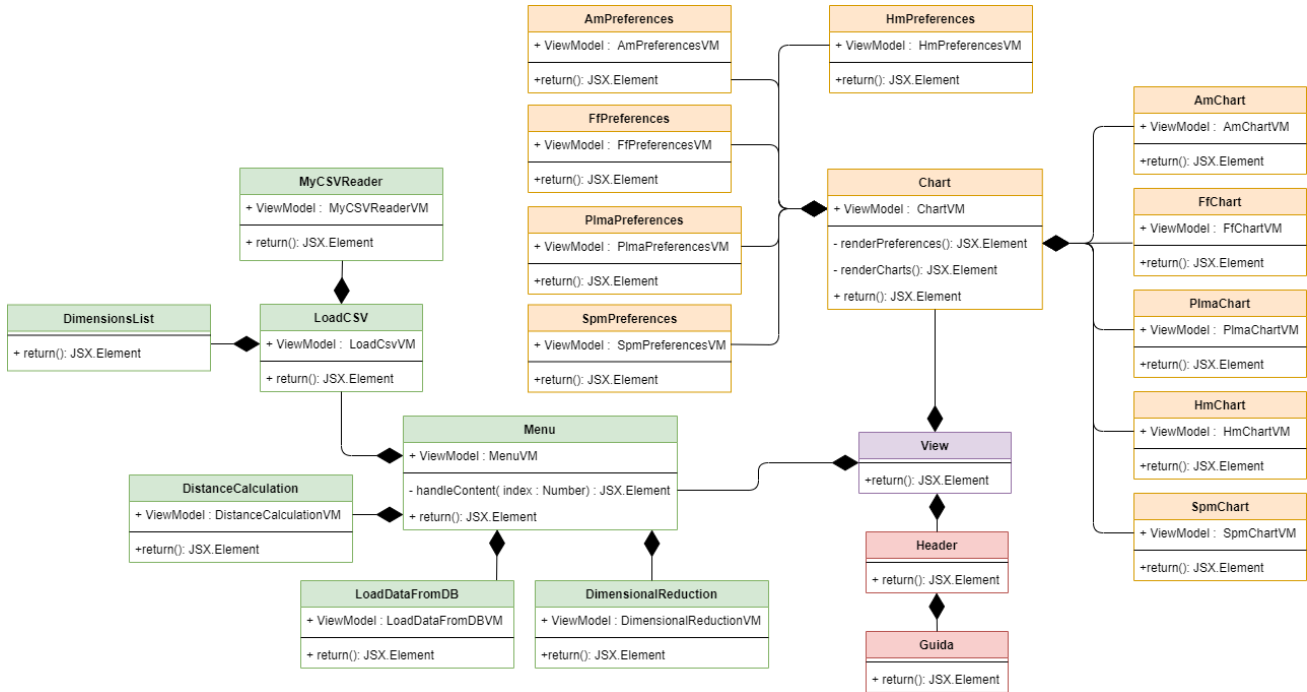 AmPreferences
+ ViewModel : AmPreferencesVM
+return(): JSX.Element
HmPreferences
+ ViewModel : HmPreferencesVM
+return(): JSX.Element
FfPreferences
+ ViewModel : FfPreferencesVM
+return(): JSX.Element
PlmaPreferences
+ ViewModel : PlmaPreferencesVM
+return(): JSX.Element
SpmPreferences
+ ViewModel : SpmPreferencesVM
+return(): JSX.Element
Chart
+ ViewModel : ChartVM
- renderPreferences(): JSX.Element
- renderCharts(): JSX.Element
+ return(): JSX.Element
AmChart
+ ViewModel : AmChartVM
+return(): JSX.Element
FfChart
+ ViewModel : FfChartVM
+return(): JSX.Element
PlmaChart
+ ViewModel : PlmaChartVM
+return(): JSX.Element
HmChart
+ ViewModel : HmChartVM
+return(): JSX.Element
SpmChart
+ ViewModel : SpmChartVM
+return(): JSX.Element
MyCSVReader
+ ViewModel : MyCSVReaderVM
+ return(): JSX.Element
DimensionsList
+ return(): JSX.Element
LoadCSV
+ ViewModel : LoadCsvVM
+ return(): JSX.Element
Menu
+ ViewModel : MenuVM
- handleContent( index : Number) : JSX.Element
+ return(): JSX.Element
DistanceCalculation
+ ViewModel : DistanceCalculationVM
+return(): JSX.Element
LoadDataFromDB
+ ViewModel : LoadDataFromDBVM
+ return(): JSX.Element
DimensionalReduction
+ ViewModel : DimensionalReductionVM
+return(): JSX.Element
View
+return(): JSX.Element
Header
+ return(): JSX.Element
Guida
+ return(): JSX.Element